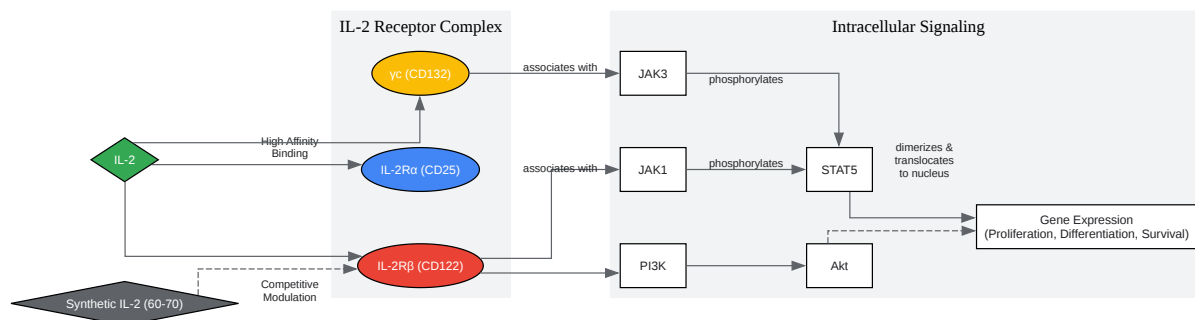 IL-2 Receptor Complex
Intracellular Signaling
γc (CD132)
associates with
JAK3
phosphorylates
High Affinity
Binding
IL-2
IL-2Rα (CD25)
associates with
JAK1
phosphorylates
STAT5
dimerizes &
translocates
to nucleus
Gene Expression
(Proliferation, Differentiation, Survival)
IL-2Rβ (CD122)
PI3K
Akt
Competitive
Modulation
Synthetic IL-2 (60-70)